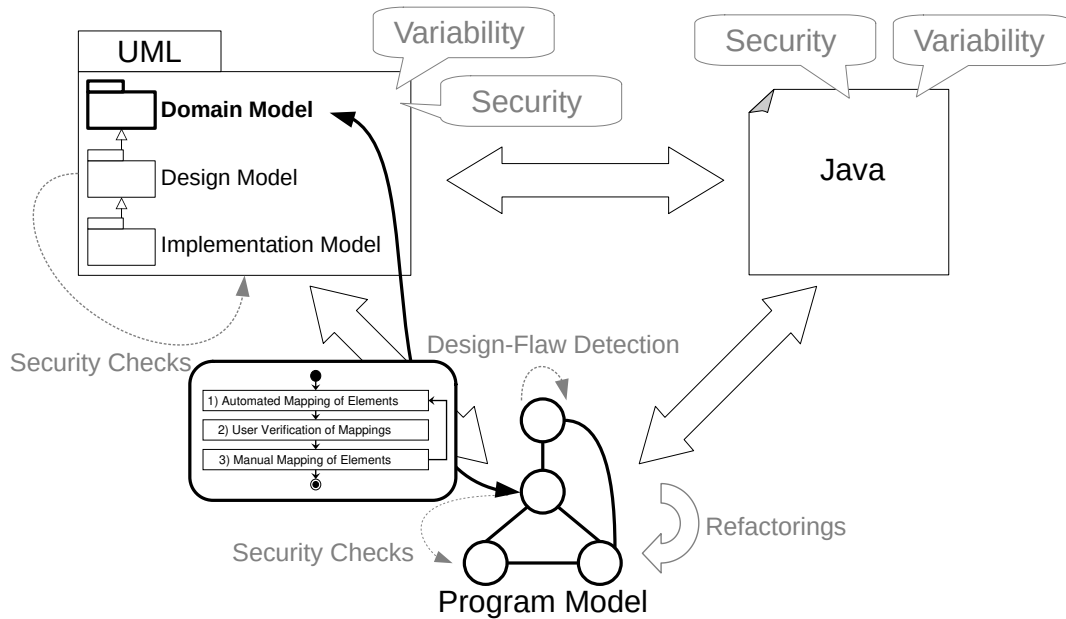 UML
Variability
Security
Security
Variability
Domain Model
Design Model
Implementation Model
Java
Security Checks
Design-Flaw Detection
1) Automated Mapping of Elements
2) User Verification of Mappings
3) Manual Mapping of Elements
Security Checks
Refactorings
Program Model